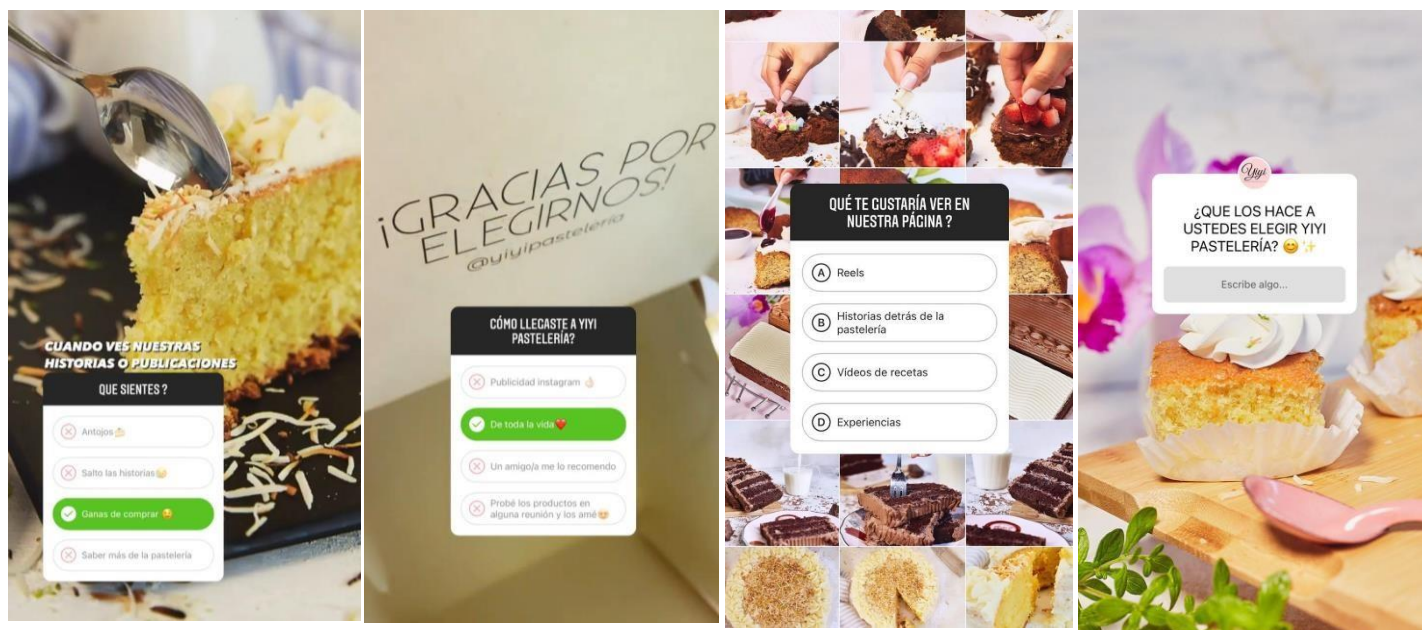 CUANDO VES NUESTRAS
HISTORIAS O PUBLICACIONES
QUE SIENTES ?
Antojos
Salto las historias
Ganas de comprar
Saber más de la pastelería
¡GRACIAS POR
ELEGIRNOS!
@yiyipastelería
CÓMO LLEGASTE A YIYI
PASTELERÍA?
Publicidad instagram
De toda la vida
Un amigo/a me lo recomendo
Probé los productos en
alguna reunión y los amé
QUÉ TE GUSTARÍA VER EN
NUESTRA PÁGINA ?
A Reels
B Historias detrás de la
pastelería
C Vídeos de recetas
D Experiencias
Yiyi
¿QUE LOS HACE A
USTEDES ELEGIR YIYI
PASTELERÍA? 😊✨
Escribe algo...